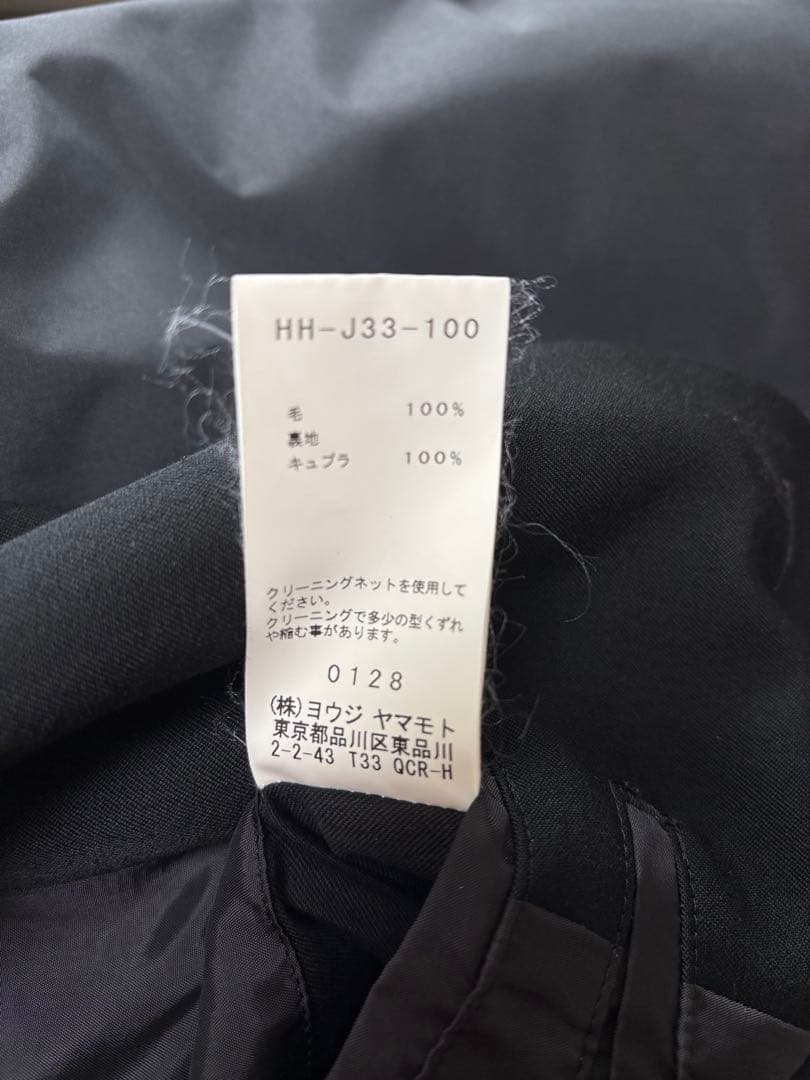 HH-J33-100
毛 100%
裏地
キュプラ 100%
クリーニングネットを使用して
ください。
クリーニングで多少の型くずれ
や縮む事があります。
0128
(株)ヨウジ ヤマモト
東京都品川区東品川
2-2-43 T33 QCR-H